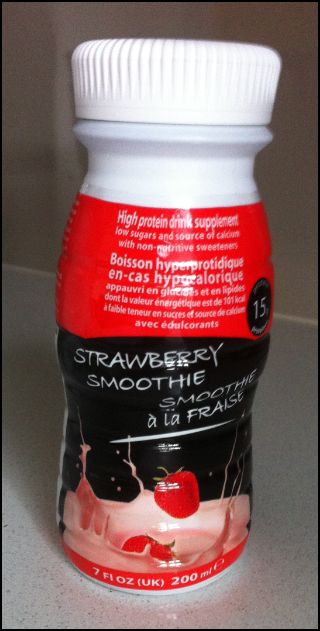 High protein drink supplement
low sugars and source of calcium
with non-nutritive sweeteners
Boisson hyperprotidique
en-cas hypocalorique
appauvri en glucides et en lipides
dont la valeur énergétique est de 101 kcal
à faible teneur en sucres et source de calcium
avec édulcorants
15g
STRAWBERRY
SMOOTHIE
SMOOTHIE
à la FRAISE
7 Fl OZ (UK) 200 ml e